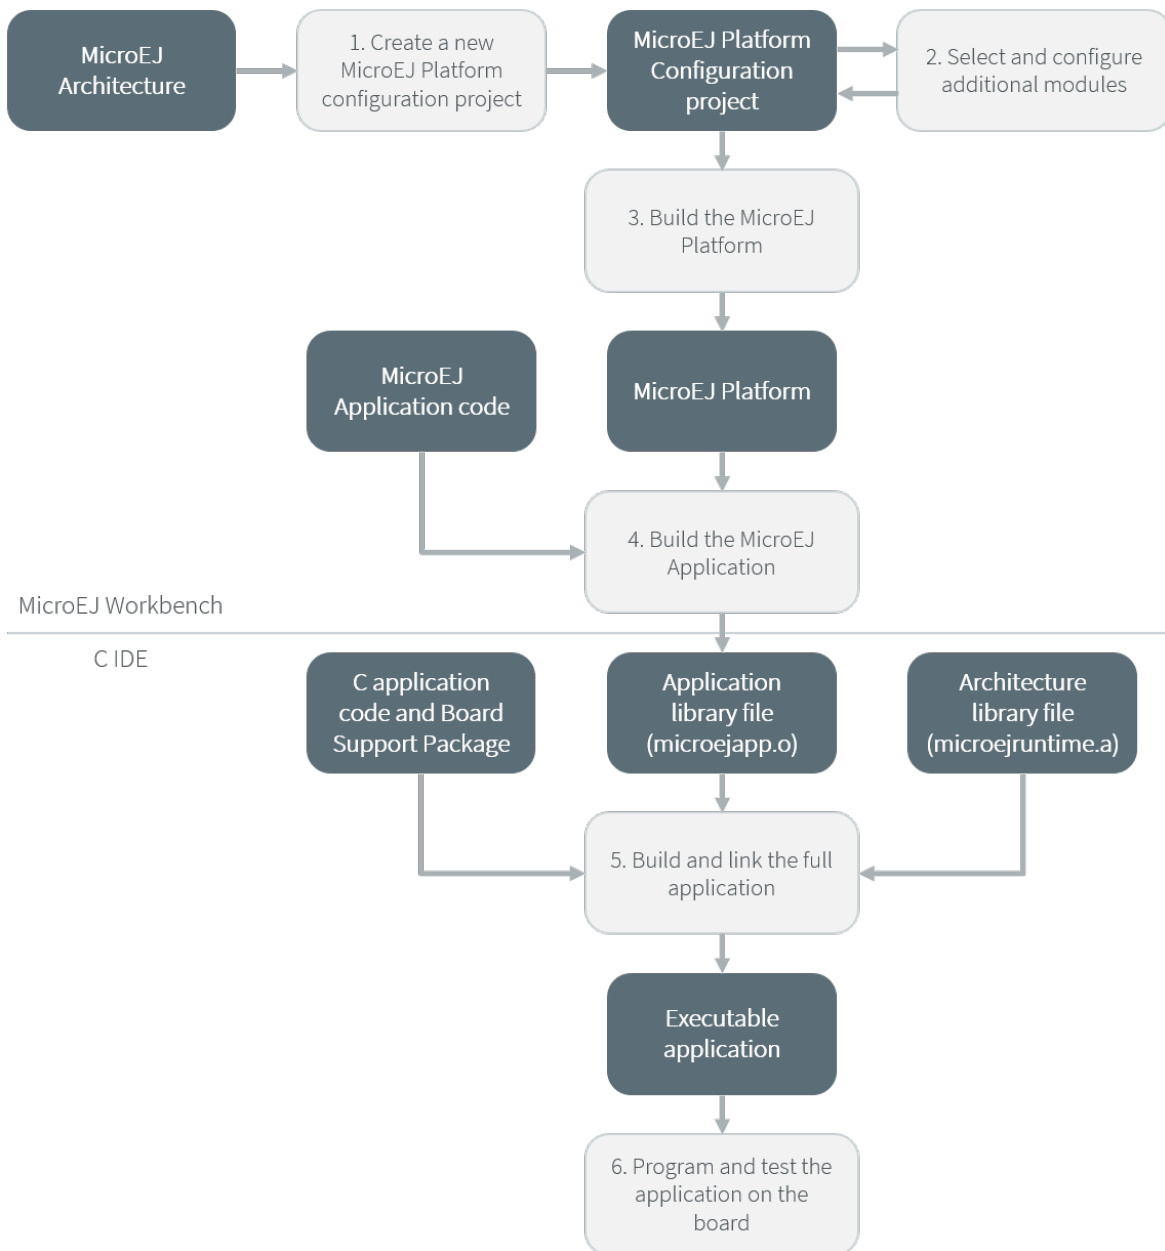 MicroEJ
Architecture
1. Create a new
MicroEJ Platform
configuration project
MicroEJ Platform
Configuration
project
2. Select and configure
additional modules
3. Build the MicroEJ
Platform
MicroEJ
Application code
MicroEJ Platform
4. Build the MicroEJ
Application
MicroEJ Workbench
C IDE
C application
code and Board
Support Package
Application
library file
(microejapp.o)
Architecture
library file
(microejruntime.a)
5. Build and link the full
application
Executable
application
6. Program and test the
application on the
board